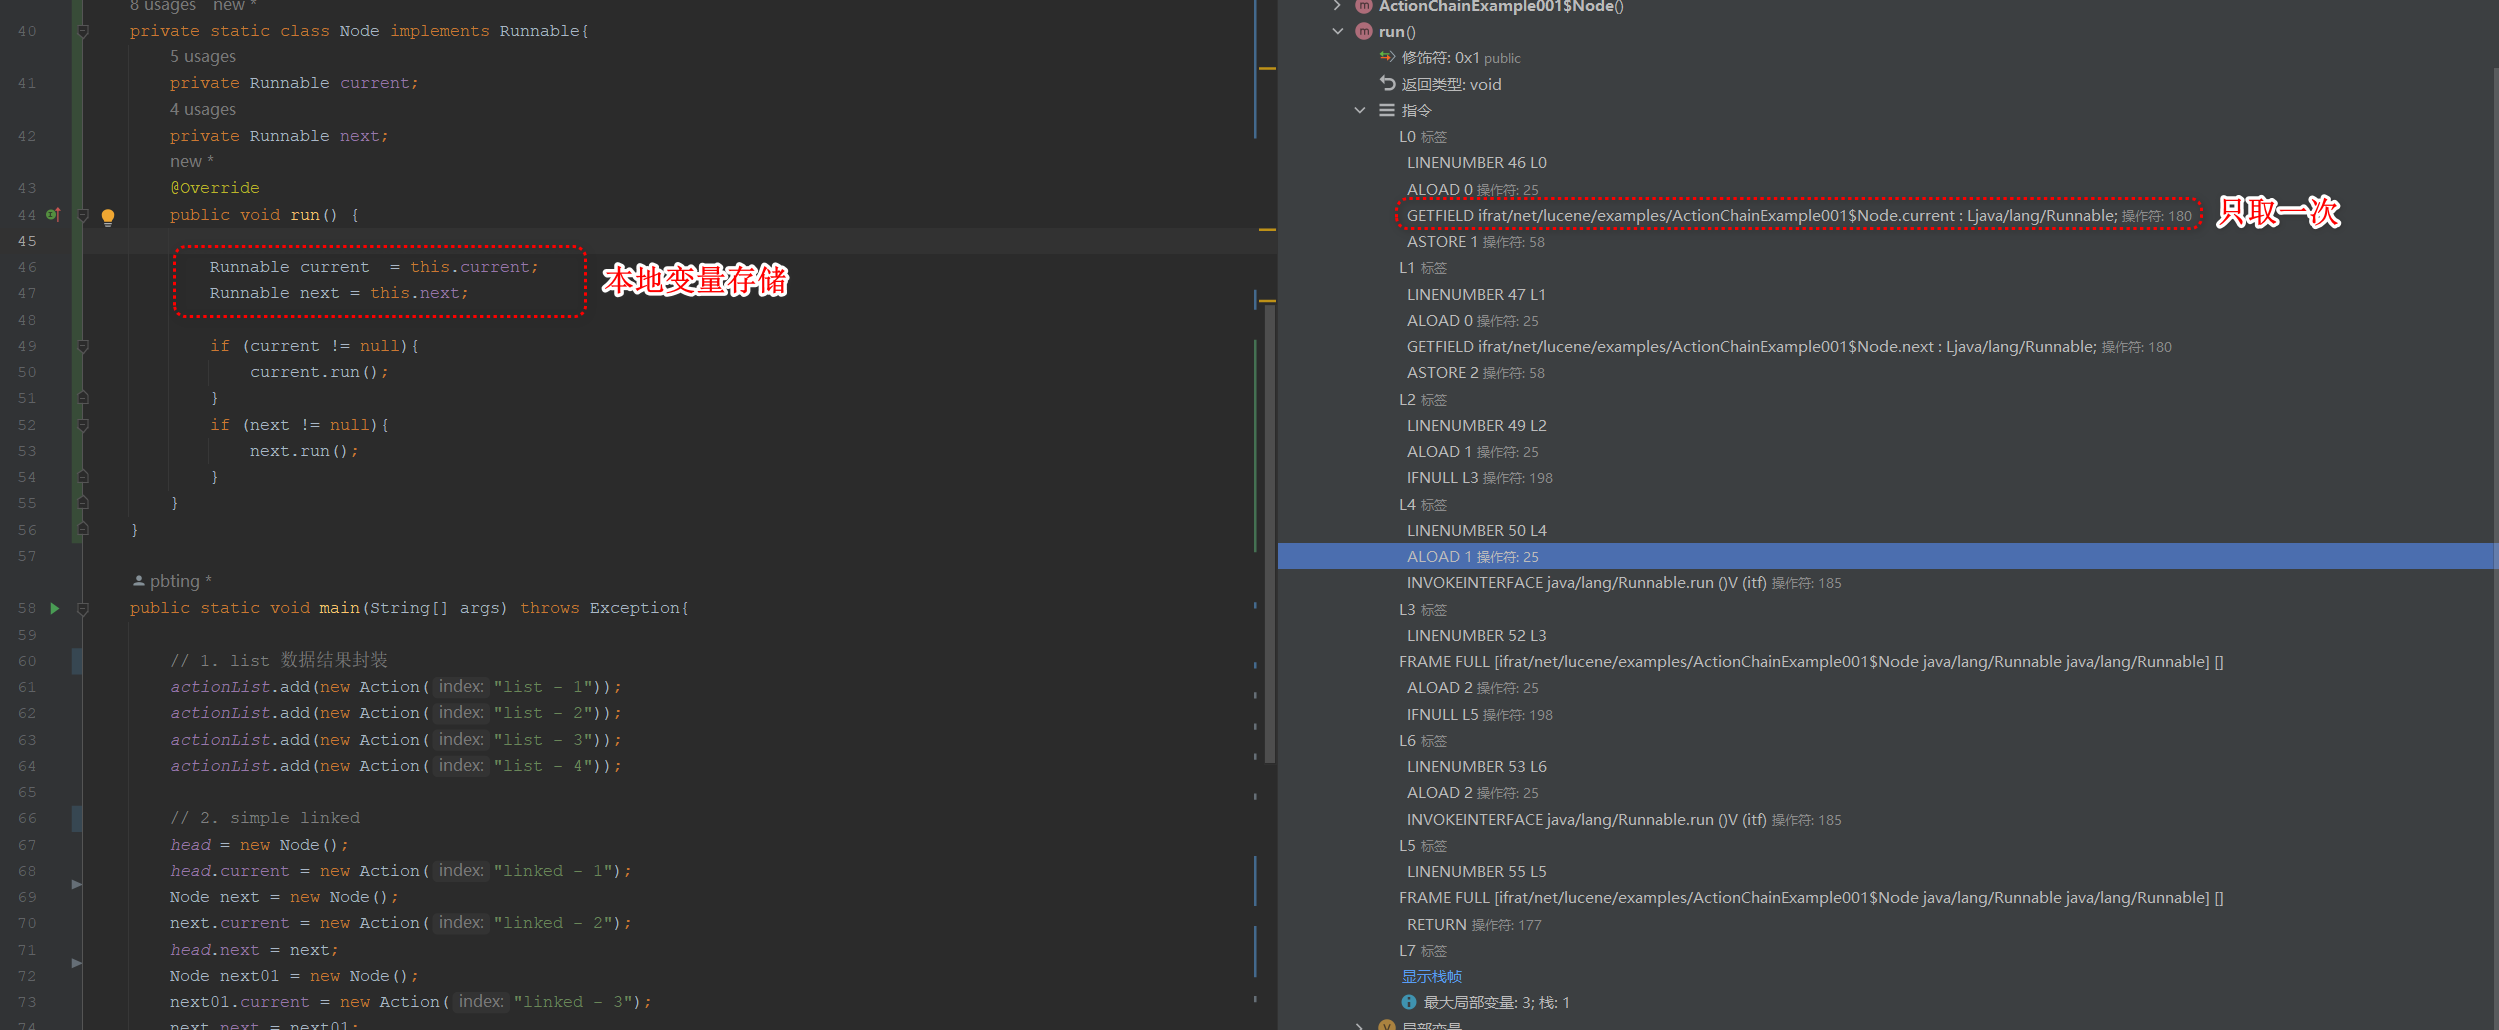 8 usages new *
40 private static class Node implements Runnable{
5 usages
41 private Runnable current;
4 usages
42 private Runnable next;
new *
43 @Override
44 public void run() {
45
46 Runnable current  = this.current;
47 Runnable next = this.next;
本地变量存储
48
49 if (current != null){
50 current.run();
51 }
52 if (next != null){
53 next.run();
54 }
55 }
56 }
57
pbting *
58 public static void main(String[] args) throws Exception{
59
60 // 1. list 数据结果封装
61 actionList.add(new Action( index: "list - 1"));
62 actionList.add(new Action( index: "list - 2"));
63 actionList.add(new Action( index: "list - 3"));
64 actionList.add(new Action( index: "list - 4"));
65
66 // 2. simple linked
67 head = new Node();
68 head.current = new Action( index: "linked - 1");
69 Node next = new Node();
70 next.current = new Action( index: "linked - 2");
71 head.next = next;
72 Node next01 = new Node();
73 next01.current = new Action( index: "linked - 3");
74 next.next = next01;
ActionChainExample001$Node()
run()
修饰符: 0x1 public
返回类型: void
指令
L0 标签
LINENUMBER 46 L0
ALOAD 0 操作符: 25
GETFIELD ifrat/net/lucene/examples/ActionChainExample001$Node.current : Ljava/lang/Runnable; 操作符: 180
只取一次
ASTORE 1 操作符: 58
L1 标签
LINENUMBER 47 L1
ALOAD 0 操作符: 25
GETFIELD ifrat/net/lucene/examples/ActionChainExample001$Node.next : Ljava/lang/Runnable; 操作符: 180
ASTORE 2 操作符: 58
L2 标签
LINENUMBER 49 L2
ALOAD 1 操作符: 25
IFNULL L3 操作符: 198
L4 标签
LINENUMBER 50 L4
ALOAD 1 操作符: 25
INVOKEINTERFACE java/lang/Runnable.run ()V (itf) 操作符: 185
L3 标签
LINENUMBER 52 L3
FRAME FULL [ifrat/net/lucene/examples/ActionChainExample001$Node java/lang/Runnable java/lang/Runnable] []
ALOAD 2 操作符: 25
IFNULL L5 操作符: 198
L6 标签
LINENUMBER 53 L6
ALOAD 2 操作符: 25
INVOKEINTERFACE java/lang/Runnable.run ()V (itf) 操作符: 185
L5 标签
LINENUMBER 55 L5
FRAME FULL [ifrat/net/lucene/examples/ActionChainExample001$Node java/lang/Runnable java/lang/Runnable] []
RETURN 操作符: 177
L7 标签
显示栈帧
最大局部变量: 3; 栈: 1
局部变量